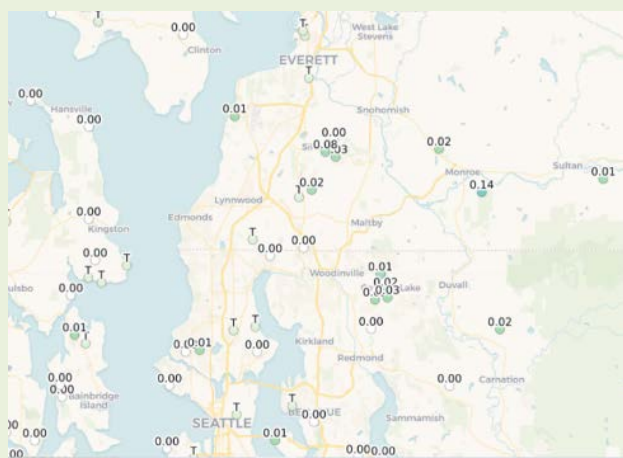 T
West Lake
Stevens
0.00
Clinton
EVERETT
T
0.00
Hansville
0.00
0.01
Snohomish
0.00
0.08
0.02
Monroe
Sultan
0.14
0.01
T
0.02
Lynnwood
0.00
Kingston
Edmonds
Maltby
T
0.00
0.00
0.00
T
T
Woodinville
0.01
0.02
0.03
Lake
Duvall
0.00
0.01
T
T
T
0.00
0.02
Kirkland
0.01
0.00
Redmond
0.00
0.00
0.00
0.00
Carnation
Bainbridge
Island
T
T
0.00
SEATTLE
Sammamish
0.00
0.00
T
0.01
0.00
0.00